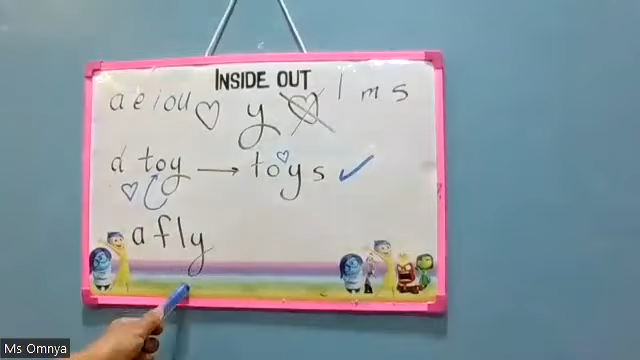 INSIDE OUT
a e i o u y l m s
a toy → toys
a fly
Ms Omnya